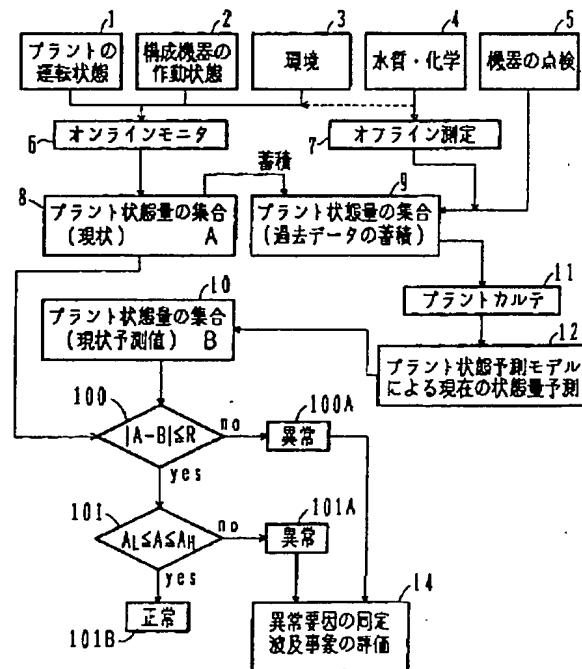 1
2
3
4
5
プラントの
運転状態
構成機器の
作動状態
環境
水質・化学
機器の点検
6
オンラインモニタ
7
オフライン測定
8
蓄積
9
プラント状態量の集合
(現状) A
プラント状態量の集合
(過去データの蓄積)
10
11
プラント状態量の集合
(現状予測値) B
プラントカルテ
12
プラント状態予測モデル
による現在の状態量予測
100
|A-B|≦R
no
100A
異常
yes
101
AL≦A≦AH
no
101A
異常
yes
14
正常
101B
異常要因の同定
波及事象の評価